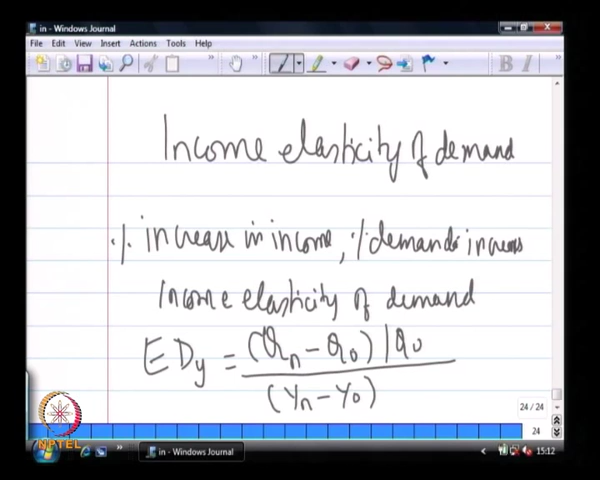 in - Windows Journal
File Edit View Insert Actions Tools Help
B I
Income elasticity of demand
% increase in income, % demand increas
Income elasticity of demand
EDy = (Qn - Q0) | Q0
(Yn - Y0)
24 / 24
24
NPTEL
in - Windows Journal
15:12